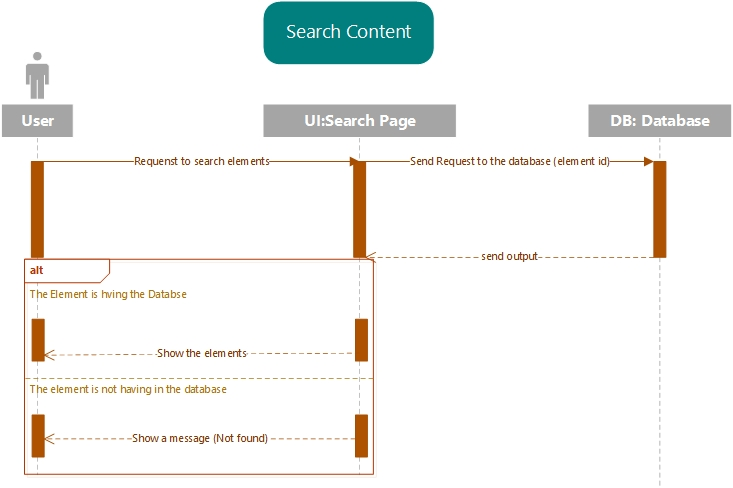 Search Content
User
UI:Search Page
DB: Database
Requenst to search elements
Send Request to the database (element id)
send output
alt
The Element is hving the Databse
Show the elements
The element is not having in the database
Show a message (Not found)